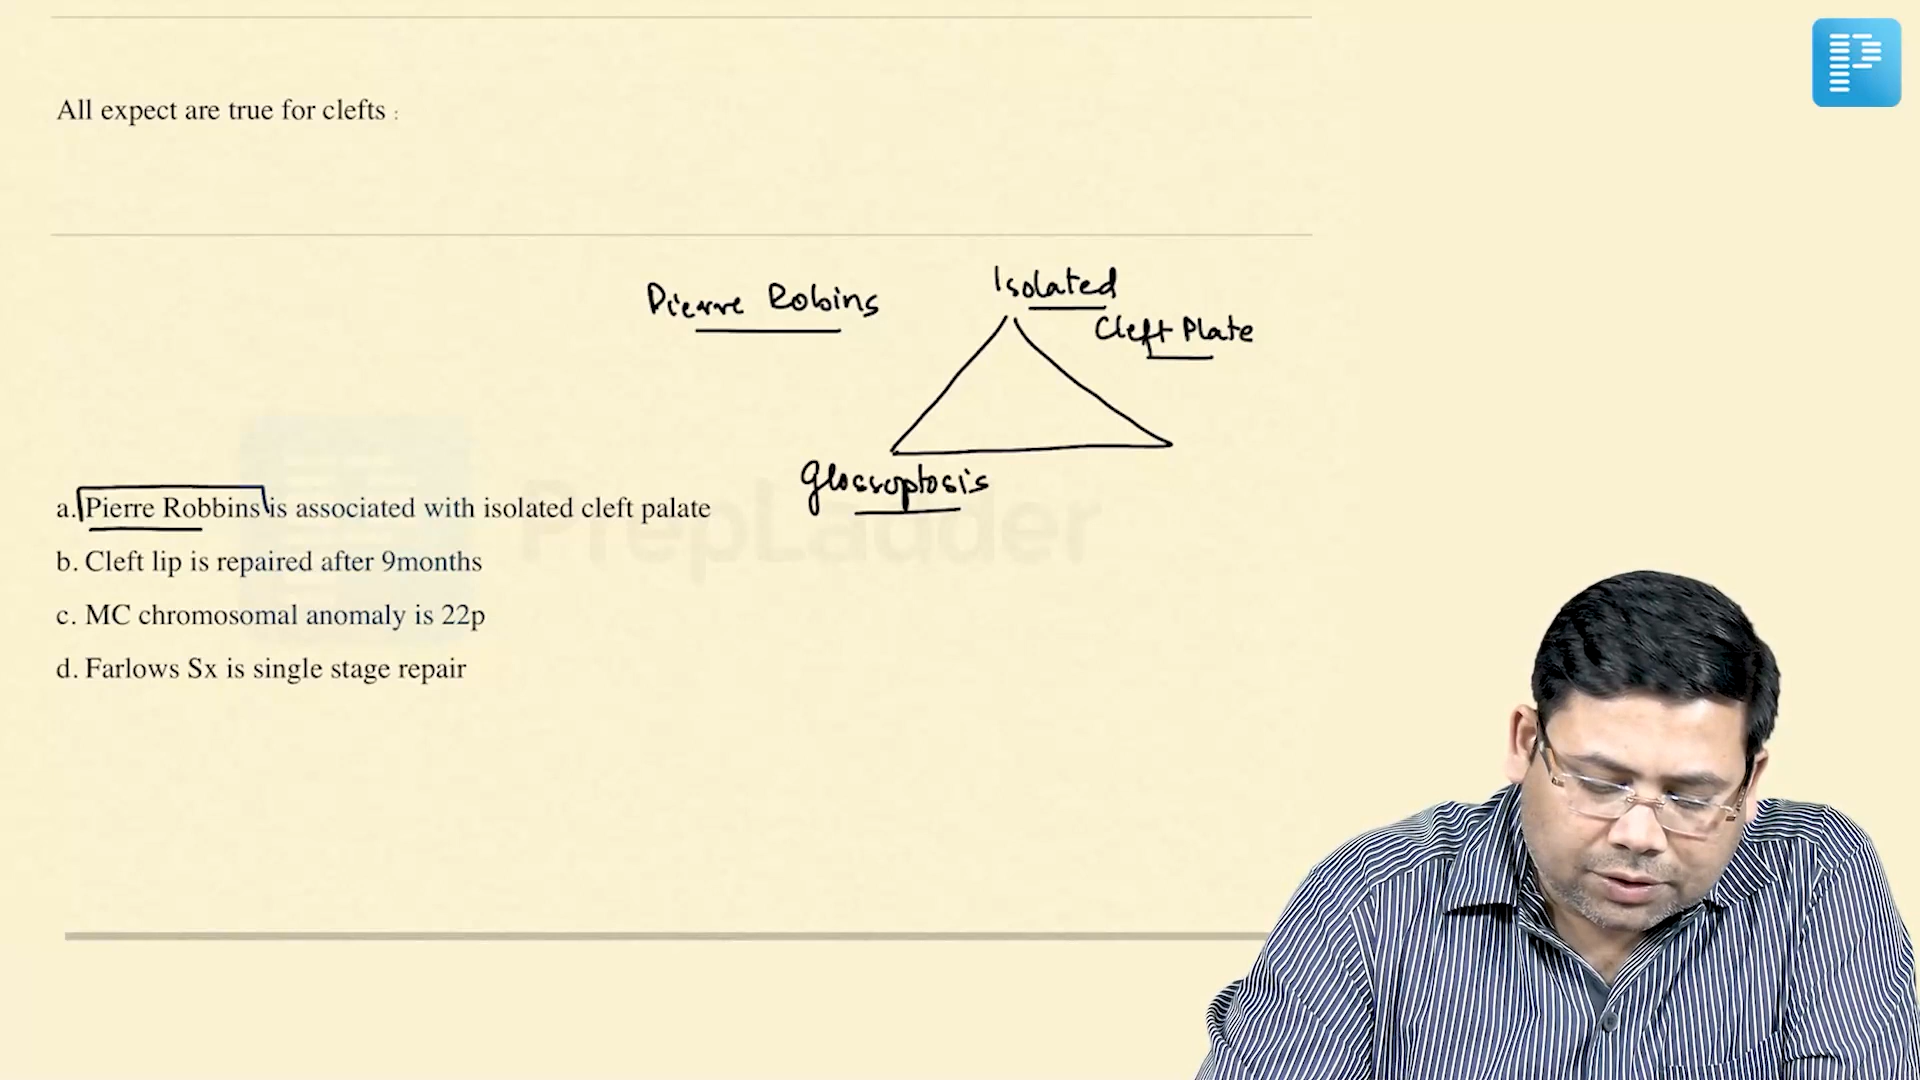 All expect are true for clefts :
Pierre Robins
Isolated
Cleft Plate
Glossoptosis
a. Pierre Robbins is associated with isolated cleft palate
b. Cleft lip is repaired after 9months
c. MC chromosomal anomaly is 22p
d. Farlows Sx is single stage repair
PrepLadder